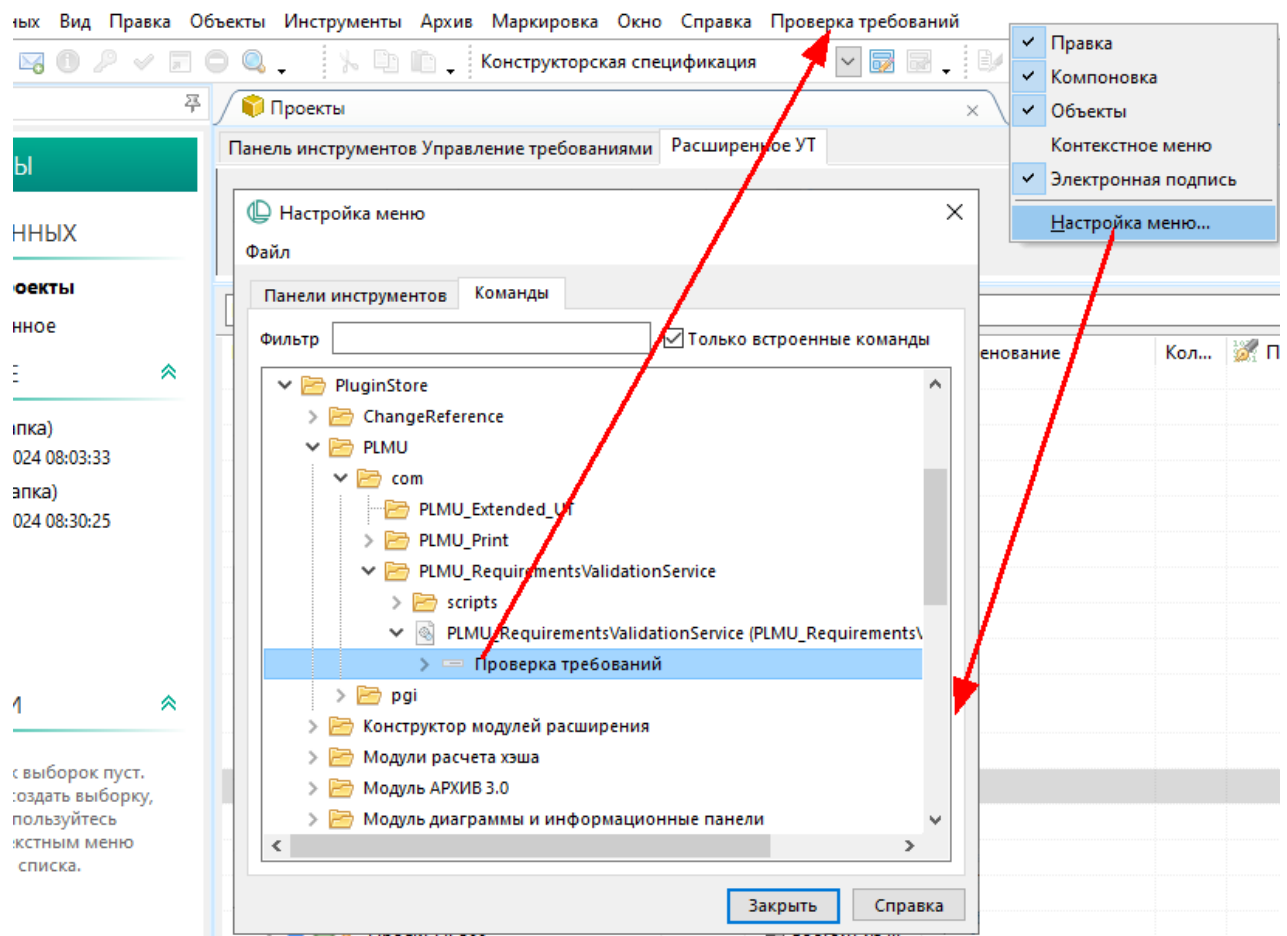 ных Вид Правка Объекты Инструменты Архив Маркировка Окно Справка Проверка требований
Конструкторская спецификация
Проекты
Панель инструментов Управление требованиями Расширенное УТ
Правка
Компоновка
Объекты
Контекстное меню
Электронная подпись
Настройка меню...
Ы
ННЫХ
роекты
нное
Е
пка)
024 08:03:33
апка)
024 08:30:25
И
к выборок пуст.
создать выборку,
пользуйтесь
кстным меню
списка.
Настройка меню
Файл
Панели инструментов Команды
Фильтр Только встроенные команды
PluginStore
ChangeReference
PLMU
com
PLMU_Extended_UT
PLMU_Print
PLMU_RequirementsValidationService
scripts
PLMU_RequirementsValidationService (PLMU_Requirements
Проверка требований
pgi
Конструктор модулей расширения
Модули расчета хэша
Модуль АРХИВ 3.0
Модуль диаграммы и информационные панели
Закрыть Справка
енование Кол... П